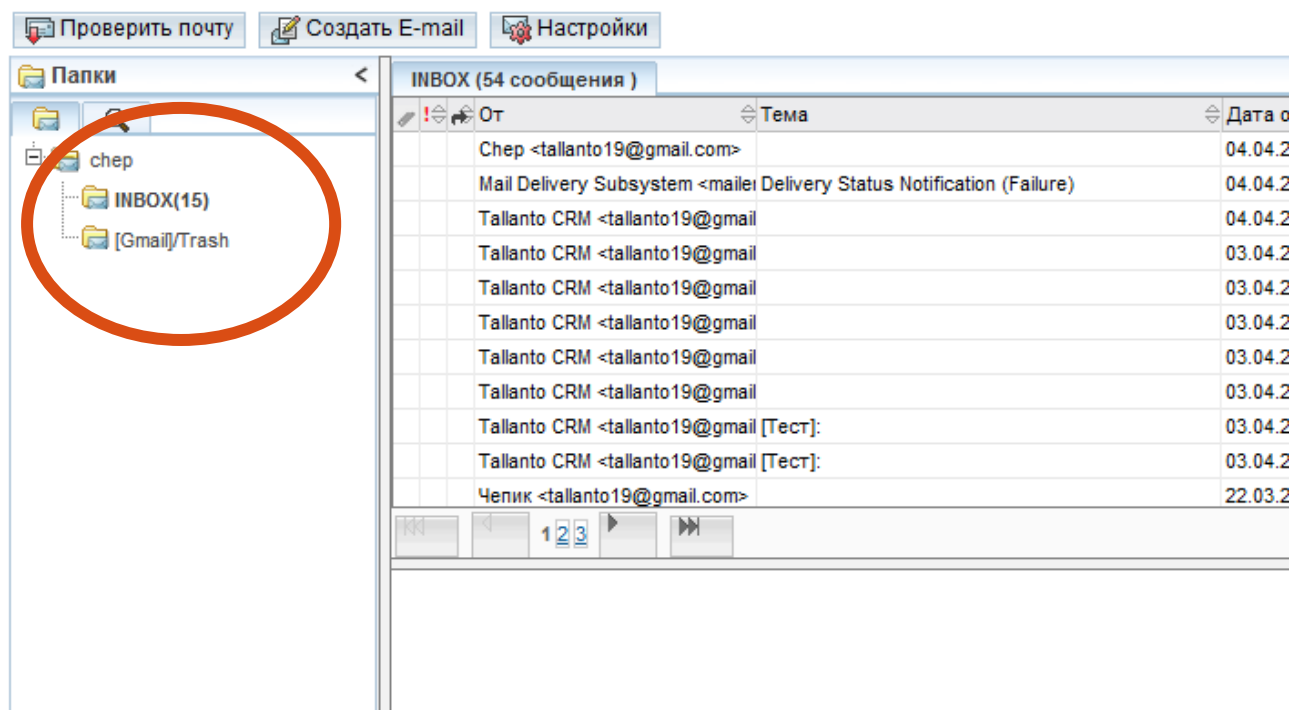 Проверить почту Создать E-mail Настройки
Папки <
chep
INBOX(15)
[Gmail]/Trash
INBOX (54 сообщения )
! От Тема Дата о
Chep <tallanto19@gmail.com> 04.04.2
Mail Delivery Subsystem <mailer Delivery Status Notification (Failure) 04.04.2
Tallanto CRM <tallanto19@gmail 04.04.2
Tallanto CRM <tallanto19@gmail 03.04.2
Tallanto CRM <tallanto19@gmail 03.04.2
Tallanto CRM <tallanto19@gmail 03.04.2
Tallanto CRM <tallanto19@gmail 03.04.2
Tallanto CRM <tallanto19@gmail 03.04.2
Tallanto CRM <tallanto19@gmail [Тест]: 03.04.2
Tallanto CRM <tallanto19@gmail [Тест]: 03.04.2
Чепик <tallanto19@gmail.com> 22.03.2
1 2 3